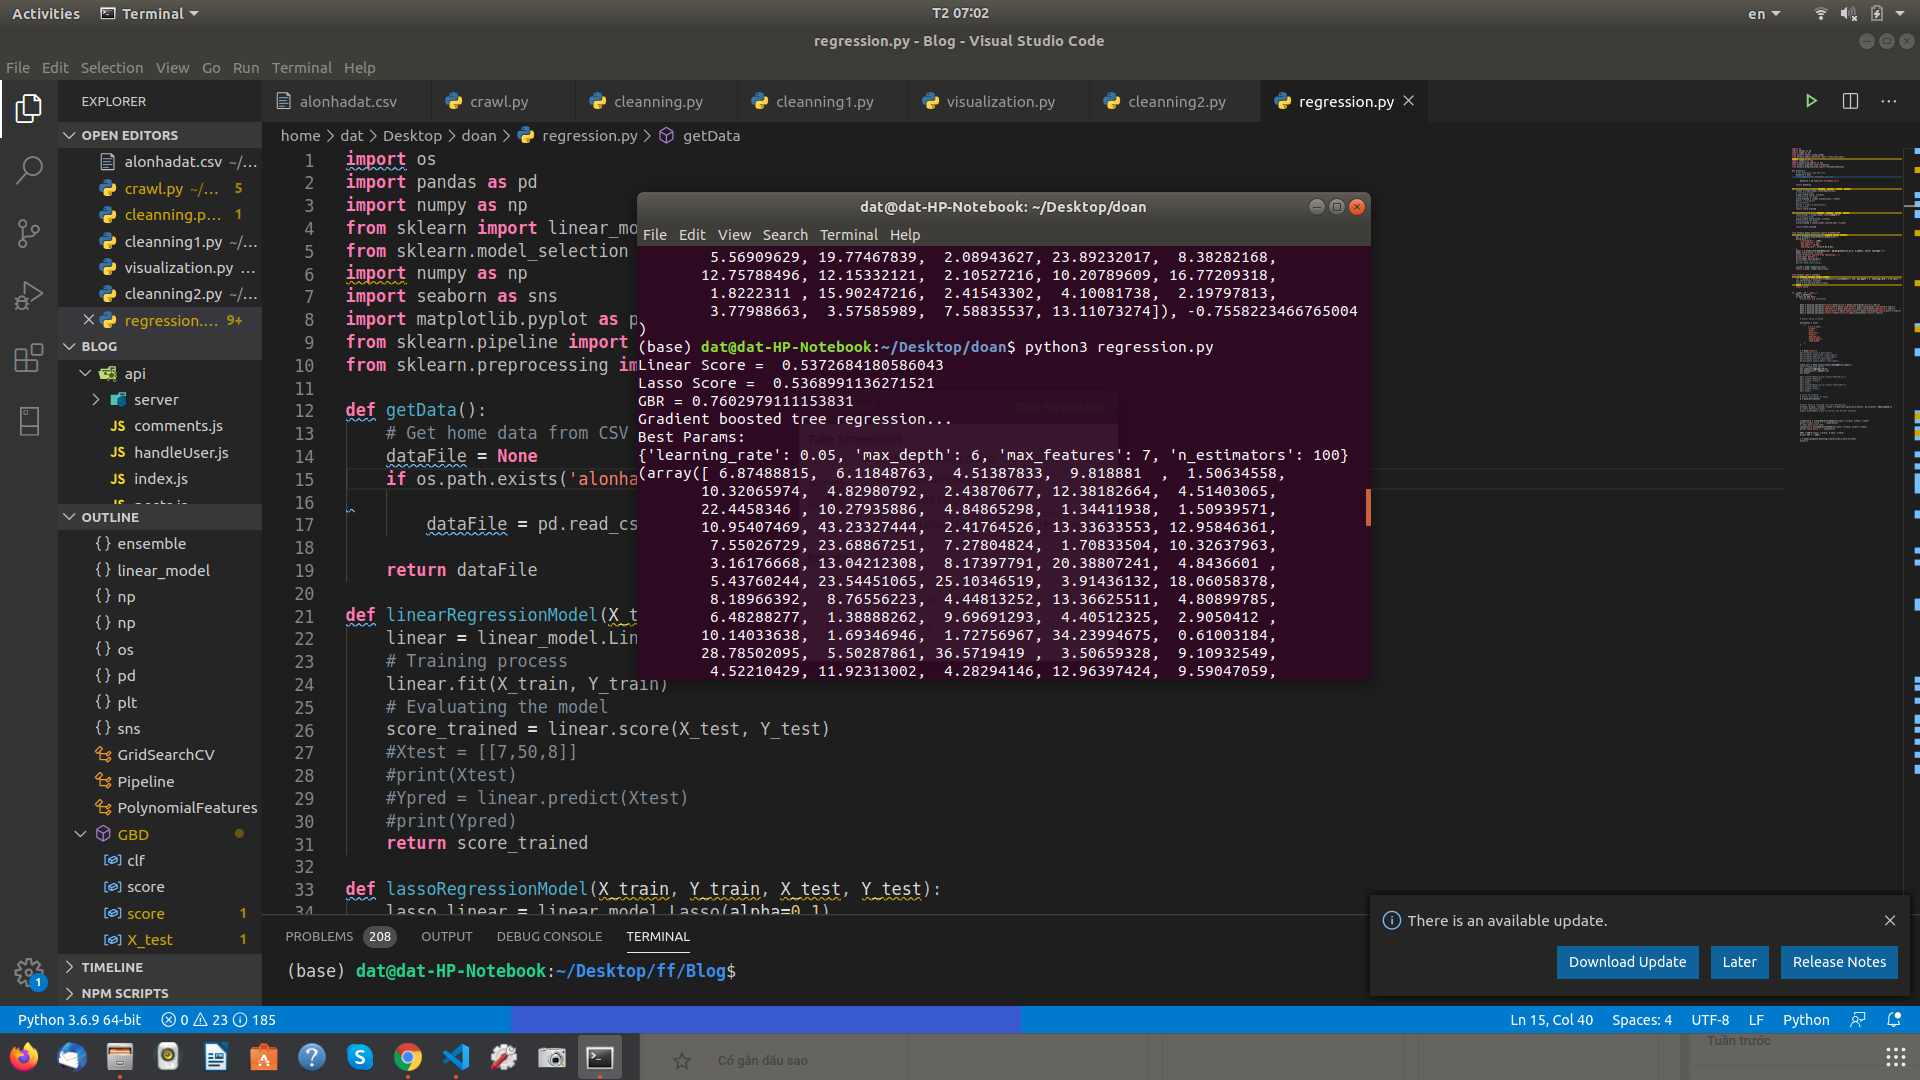 Activities
Terminal
T2 07:02
en
regression.py - Blog - Visual Studio Code
File Edit Selection View Go Run Terminal Help
EXPLORER
OPEN EDITORS
alonhadat.csv ~/...
crawl.py ~/... 5
cleanning.p... 1
cleanning1.py ~/...
visualization.py ...
cleanning2.py ~/...
regression.... 9+
BLOG
api
server
comments.js
handleUser.js
index.js
OUTLINE
ensemble
linear_model
np
np
os
pd
plt
sns
GridSearchCV
Pipeline
PolynomialFeatures
GBD
clf
score
score 1
X_test 1
TIMELINE
NPM SCRIPTS
alonhadat.csv
crawl.py
cleanning.py
cleanning1.py
visualization.py
cleanning2.py
regression.py
home > dat > Desktop > doan > regression.py > getData
1 import os
2 import pandas as pd
3 import numpy as np
4 from sklearn import linear_mo
5 from sklearn.model_selection
6 import numpy as np
7 import seaborn as sns
8 import matplotlib.pyplot as p
9 from sklearn.pipeline import
10 from sklearn.preprocessing im
11
12 def getData():
13 # Get home data from CSV
14 dataFile = None
15 if os.path.exists('alonha
16
17 dataFile = pd.read_cs
18
19 return dataFile
20
21 def linearRegressionModel(X_t
22 linear = linear_model.Lin
23 # Training process
24 linear.fit(X_train, Y_train)
25 # Evaluating the model
26 score_trained = linear.score(X_test, Y_test)
27 #Xtest = [[7,50,8]]
28 #print(Xtest)
29 #Ypred = linear.predict(Xtest)
30 #print(Ypred)
31 return score_trained
32
33 def lassoRegressionModel(X_train, Y_train, X_test, Y_test):
34 lasso_linear = linear_model.Lasso(alpha=0.1)
dat@dat-HP-Notebook: ~/Desktop/doan
File Edit View Search Terminal Help
5.56909629, 19.77467839, 2.08943627, 23.89232017, 8.38282168,
12.75788496, 12.15332121, 2.10527216, 10.20789609, 16.77209318,
1.8222311 , 15.90247216, 2.41543302, 4.10081738, 2.19797813,
3.77988663, 3.57585989, 7.58835537, 13.11073274]), -0.7558223466765004
)
(base) dat@dat-HP-Notebook:~/Desktop/doan$ python3 regression.py
Linear Score = 0.5372684180586043
Lasso Score = 0.5368991136271521
GBR = 0.7602979111153831
Gradient boosted tree regression...
Best Params:
{'learning_rate': 0.05, 'max_depth': 6, 'max_features': 7, 'n_estimators': 100}
(array([ 6.87488815, 6.11848763, 4.51387833, 9.818881 , 1.50634558,
10.32065974, 4.82980792, 2.43870677, 12.38182664, 4.51403065,
22.4458346 , 10.27935886, 4.84865298, 1.34411938, 1.50939571,
10.95407469, 43.23327444, 2.41764526, 13.33633553, 12.95846361,
7.55026729, 23.68867251, 7.27804824, 1.70833504, 10.32637963,
3.16176668, 13.04212308, 8.17397791, 20.38807241, 4.8436601 ,
5.43760244, 23.54451065, 25.10346519, 3.91436132, 18.06058378,
8.18966392, 8.76556223, 4.44813252, 13.36625511, 4.80899785,
6.48288277, 1.38888262, 9.69691293, 4.40512325, 2.9050412 ,
10.14033638, 1.69346946, 1.72756967, 34.23994675, 0.61003184,
28.78502095, 5.50287861, 36.5719419 , 3.50659328, 9.10932549,
4.52210429, 11.92313002, 4.28294146, 12.96397424, 9.59047059,
PROBLEMS 208 OUTPUT DEBUG CONSOLE TERMINAL
(base) dat@dat-HP-Notebook:~/Desktop/ff/Blog$
There is an available update.
Download Update
Later
Release Notes
1
Python 3.6.9 64-bit 0 23 185
Ln 15, Col 40 Spaces: 4 UTF-8 LF Python
Có gắn dấu sao
Tuần trước